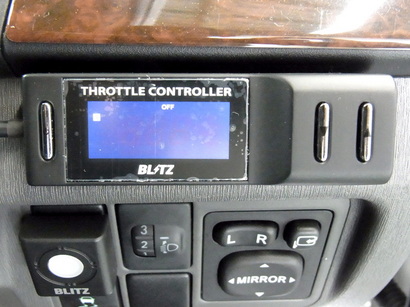 THROTTLE CONTROLLER
OFF
BLITZ
3
2
L R
MIRROR
BLITZ